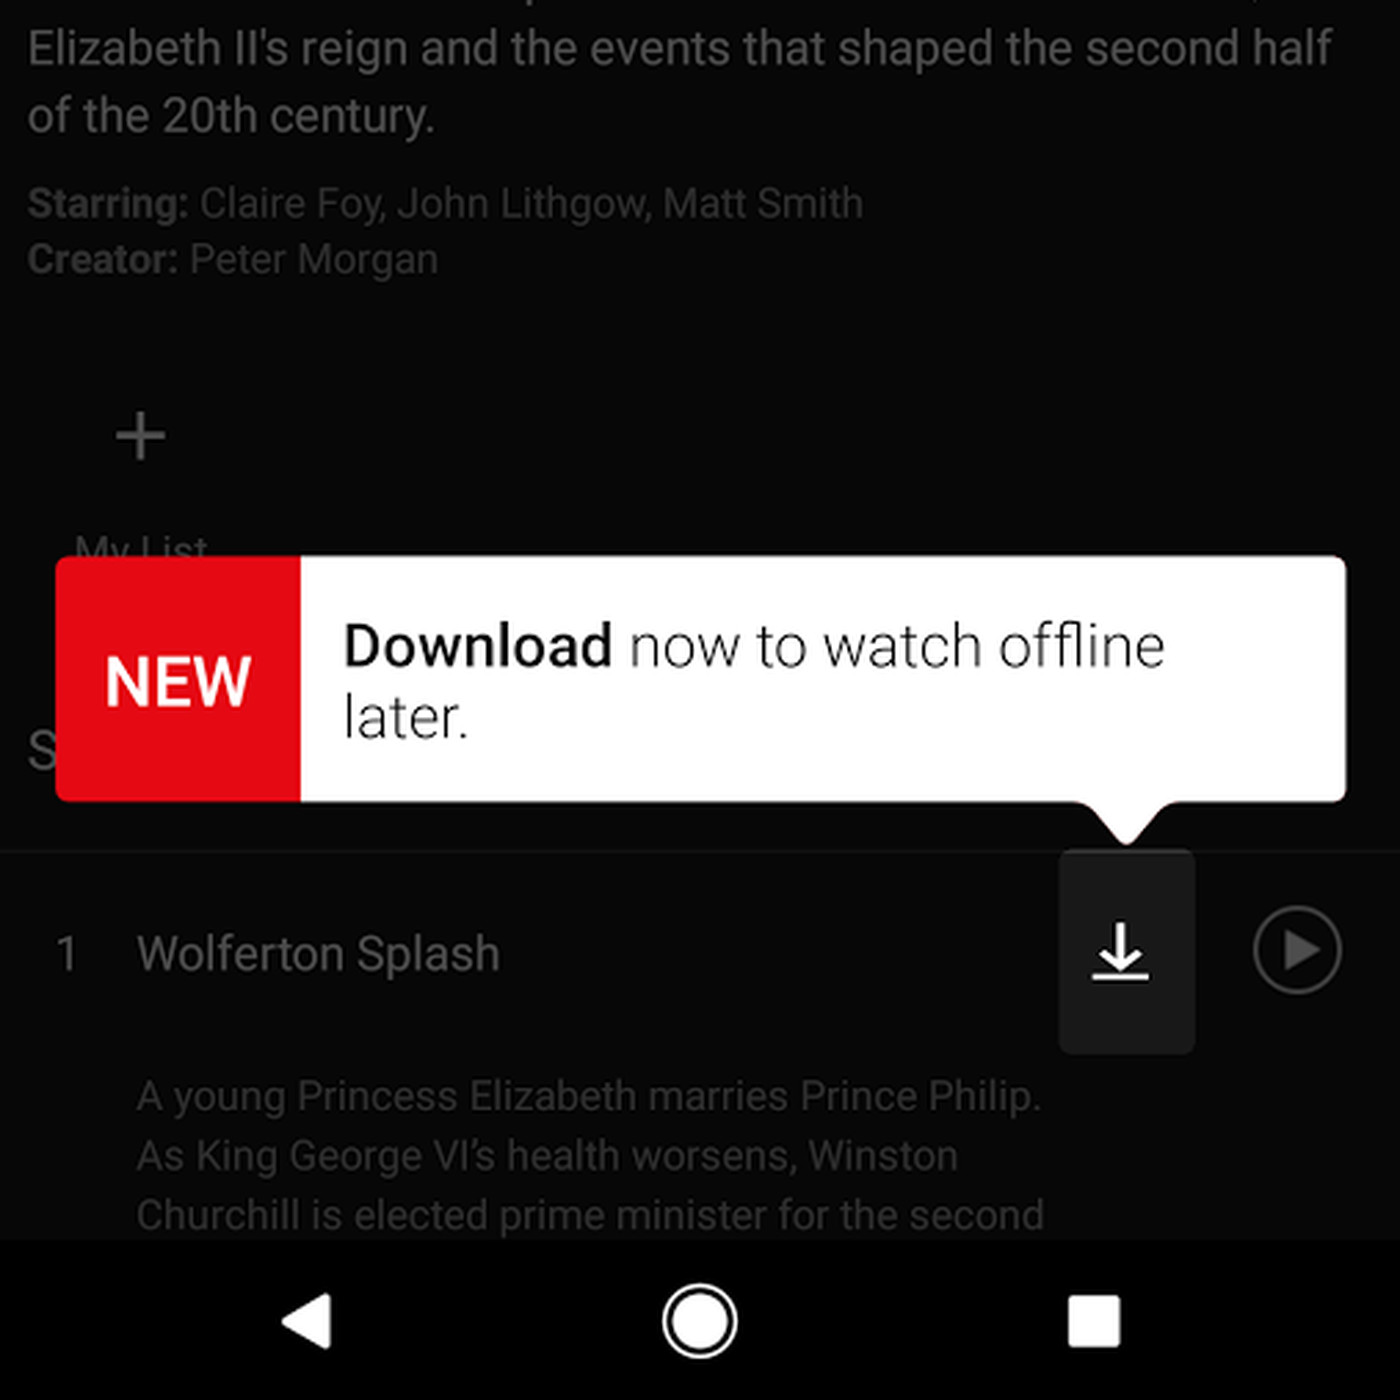 Elizabeth II's reign and the events that shaped the second half
of the 20th century.
Starring: Claire Foy, John Lithgow, Matt Smith
Creator: Peter Morgan
My List
NEW
Download now to watch offline
later.
1 Wolferton Splash
A young Princess Elizabeth marries Prince Philip.
As King George VI’s health worsens, Winston
Churchill is elected prime minister for the second